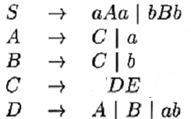 S → aAa | bBb
A → C | a
B → C | b
C → DE
D → A | B | ab